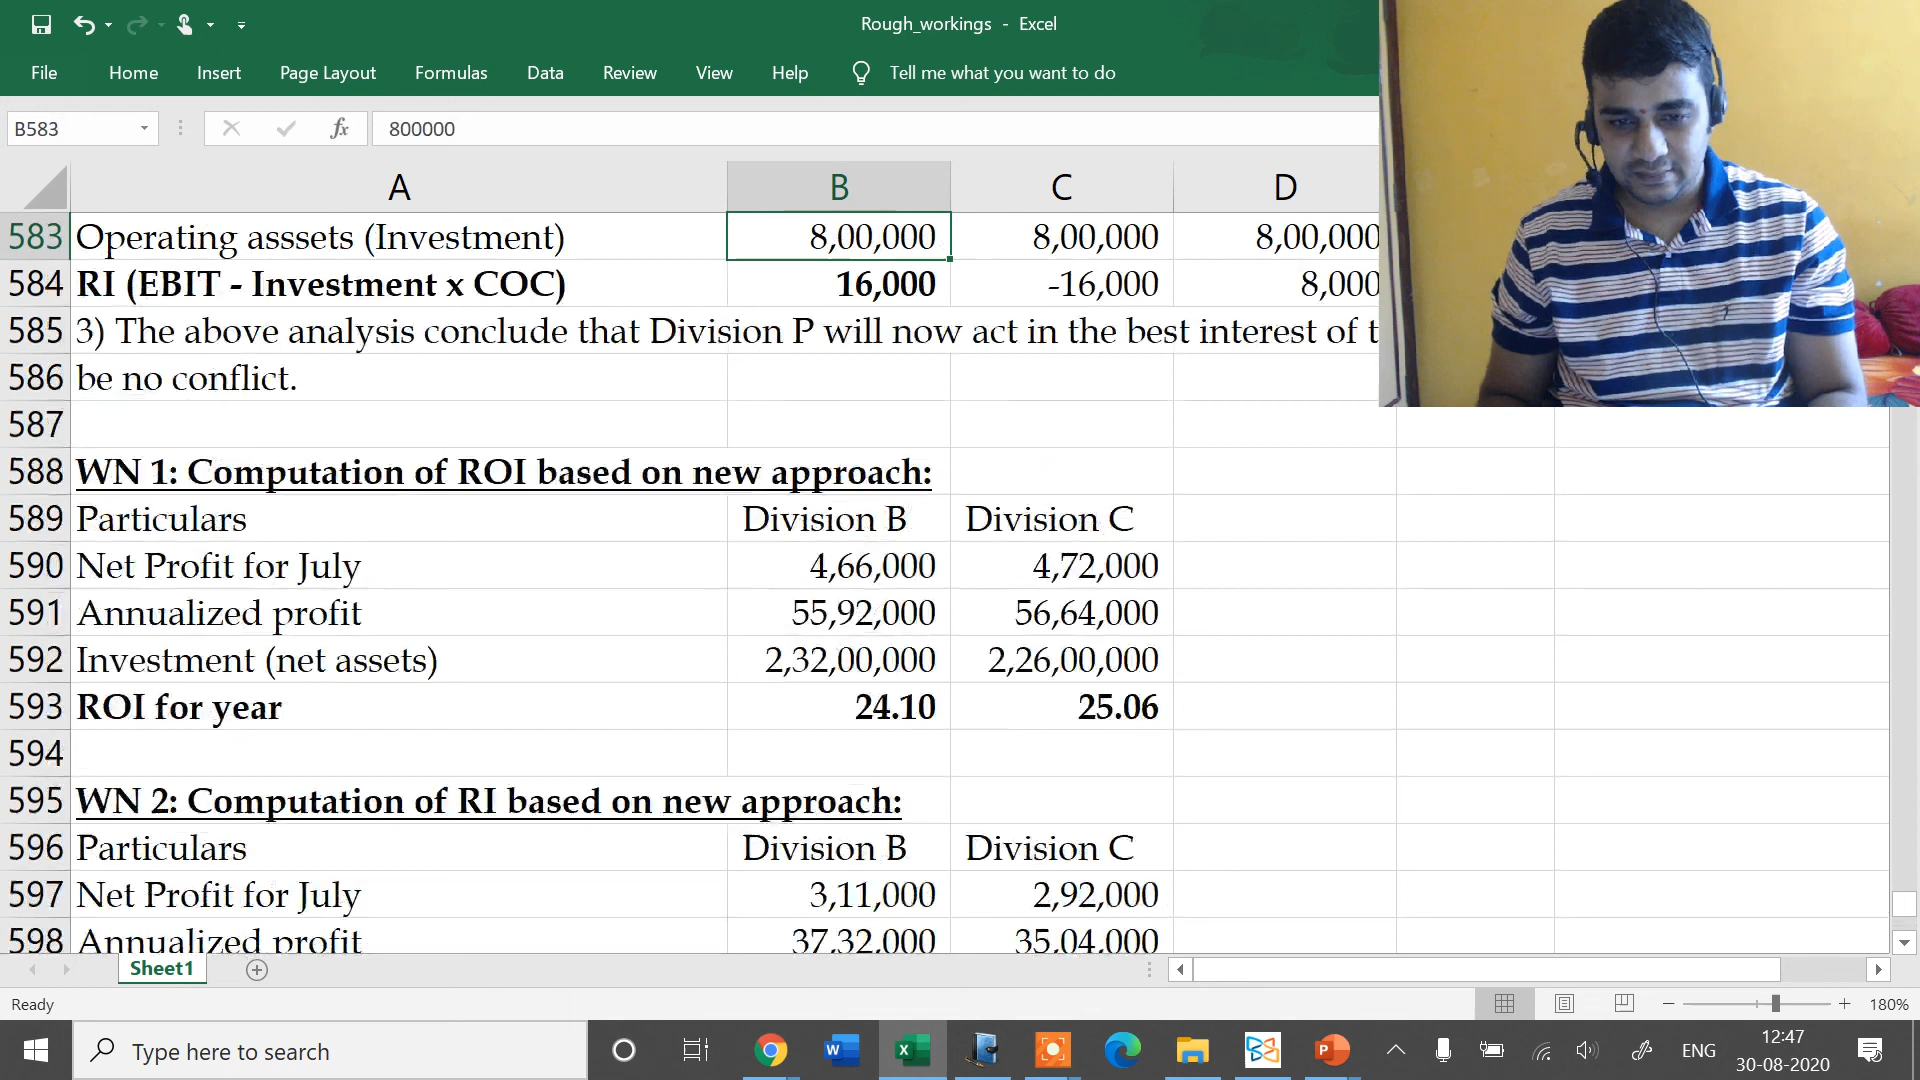 Rough_workings - Excel
File Home Insert Page Layout Formulas Data Review View Help Tell me what you want to do
B583 fx 800000
A B C D
583 Operating asssets (Investment) 8,00,000 8,00,000 8,00,000
584 RI (EBIT - Investment x COC) 16,000 -16,000 8,000
585 3) The above analysis conclude that Division P will now act in the best interest of t
586 be no conflict.
587
588 WN 1: Computation of ROI based on new approach:
589 Particulars Division B Division C
590 Net Profit for July 4,66,000 4,72,000
591 Annualized profit 55,92,000 56,64,000
592 Investment (net assets) 2,32,00,000 2,26,00,000
593 ROI for year 24.10 25.06
594
595 WN 2: Computation of RI based on new approach:
596 Particulars Division B Division C
597 Net Profit for July 3,11,000 2,92,000
598 Annualized profit 37,32,000 35,04,000
Sheet1
Ready 180%
Type here to search
ENG
12:47
30-08-2020